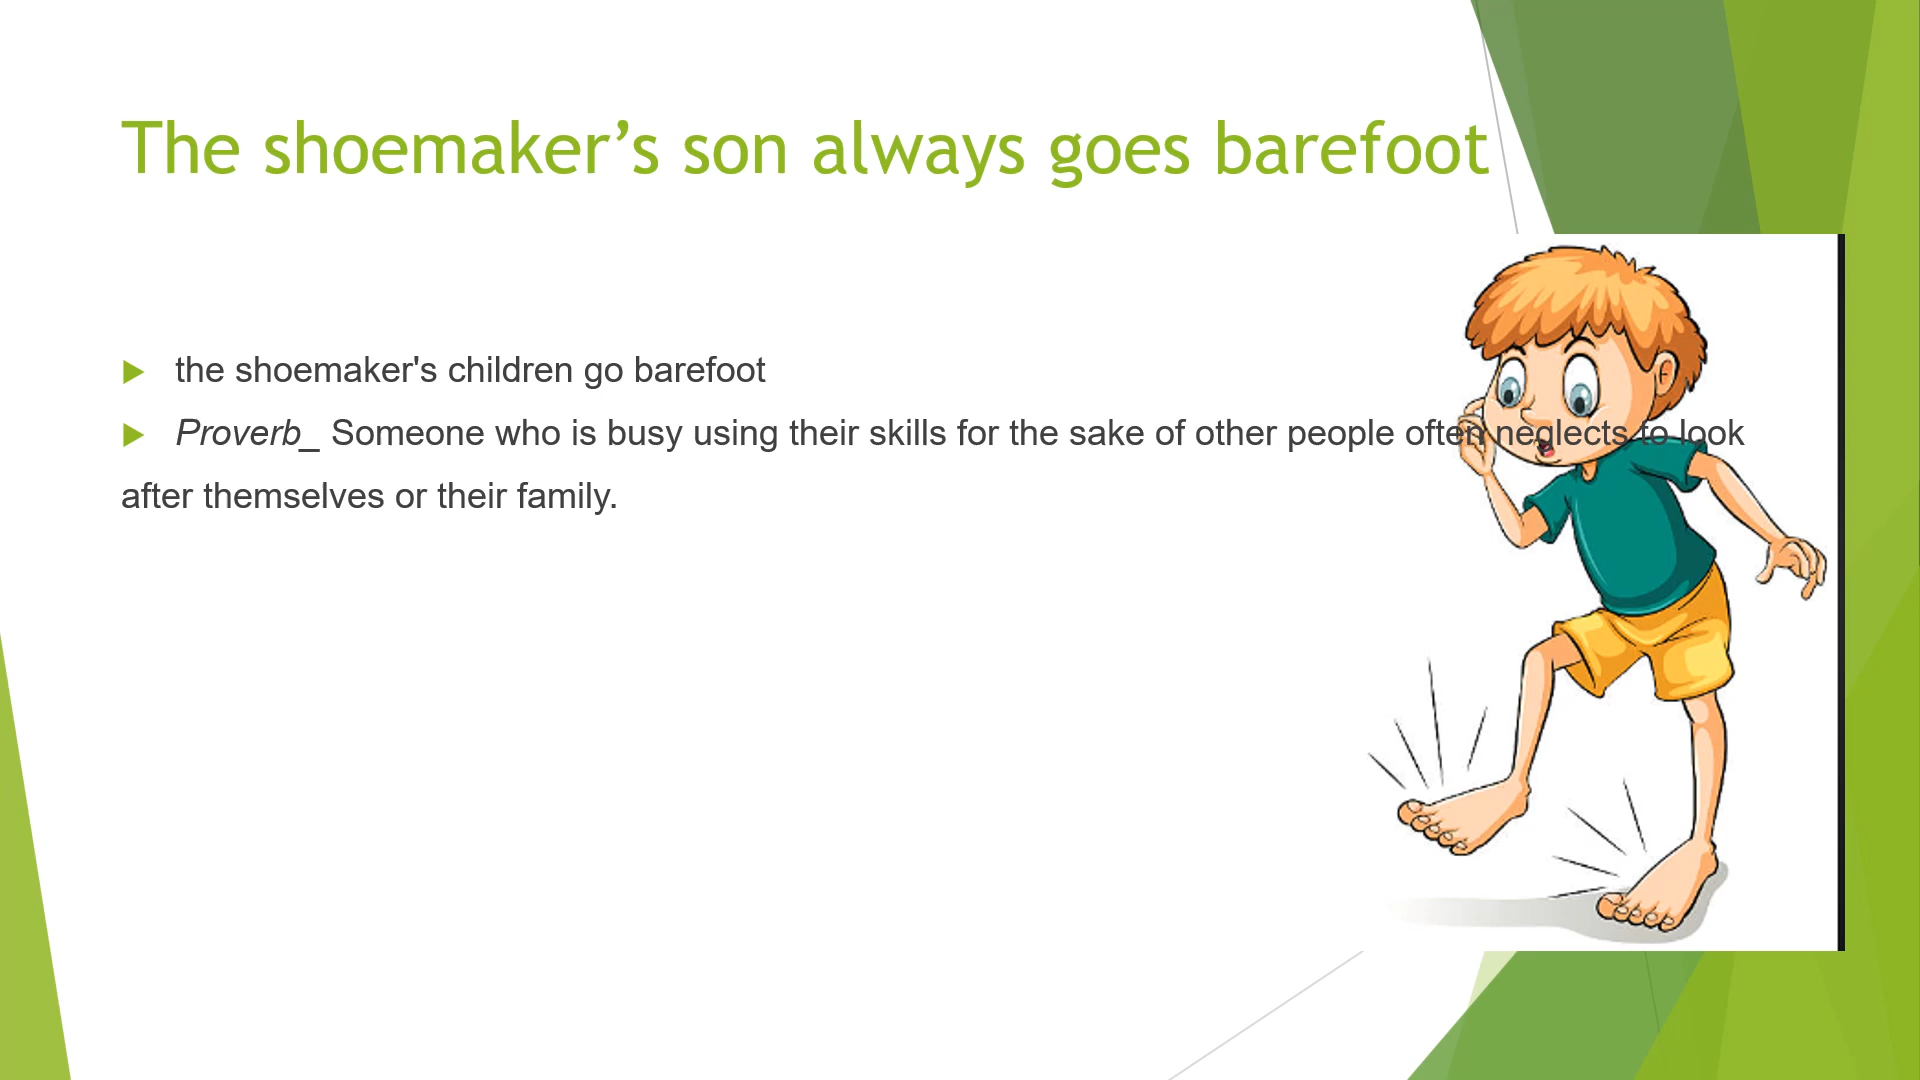 The shoemaker’s son always goes barefoot
the shoemaker's children go barefoot
Proverb_ Someone who is busy using their skills for the sake of other people often neglects to look
after themselves or their family.